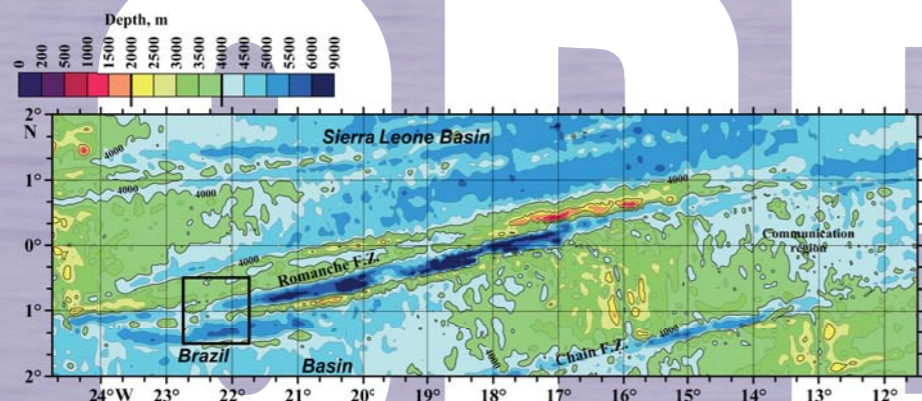 Depth, m
0 200 5000 1000 1500 2000 2500 3000 3500 4000 4500 5000 5500 6000 9000
2°
N
Sierra Leone Basin
4000
1°
4000
4000
4000
Communication
region
0°
4000
Romanche F.Z.
1°
4000
Chain F.Z.
4000
Brazil
Basin
2°
24°W 23° 22° 21° 20° 19° 18° 17° 16° 15° 14° 13° 12°